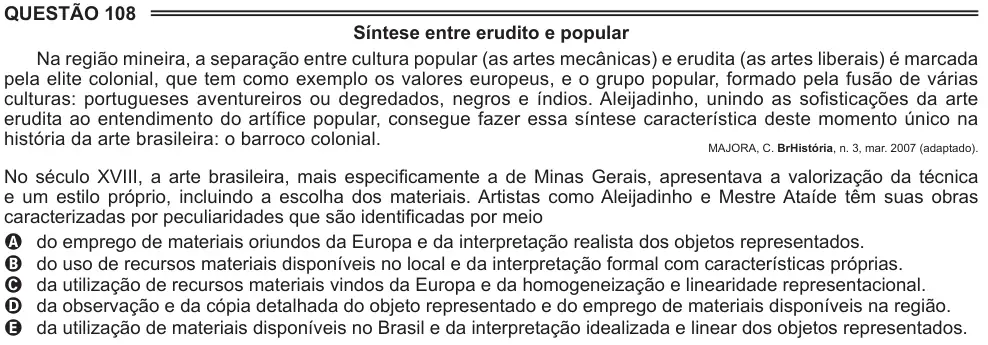 QUESTÃO 108
Síntese entre erudito e popular
Na região mineira, a separação entre cultura popular (as artes mecânicas) e erudita (as artes liberais) é marcada
pela elite colonial, que tem como exemplo os valores europeus, e o grupo popular, formado pela fusão de várias
culturas: portugueses aventureiros ou degredados, negros e índios. Aleijadinho, unindo as sofisticações da arte
erudita ao entendimento do artífice popular, consegue fazer essa síntese característica deste momento único na
história da arte brasileira: o barroco colonial.
MAJORA, C. BrHistória, n. 3, mar. 2007 (adaptado).
No século XVIII, a arte brasileira, mais especificamente a de Minas Gerais, apresentava a valorização da técnica
e um estilo próprio, incluindo a escolha dos materiais. Artistas como Aleijadinho e Mestre Ataíde têm suas obras
caracterizadas por peculiaridades que são identificadas por meio
A do emprego de materiais oriundos da Europa e da interpretação realista dos objetos representados.
B do uso de recursos materiais disponíveis no local e da interpretação formal com características próprias.
C da utilização de recursos materiais vindos da Europa e da homogeneização e linearidade representacional.
D da observação e da cópia detalhada do objeto representado e do emprego de materiais disponíveis na região.
E da utilização de materiais disponíveis no Brasil e da interpretação idealizada e linear dos objetos representados.